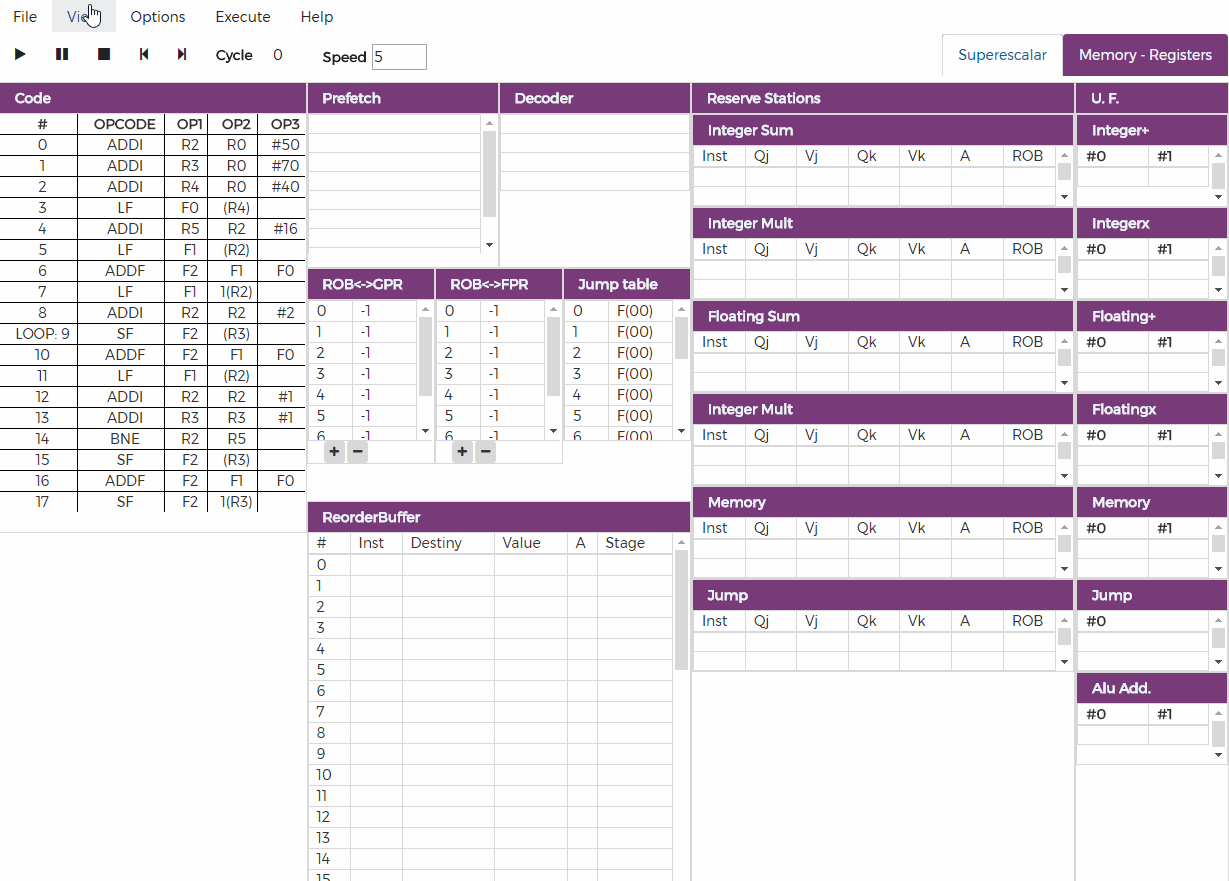 File View Options Execute Help
Cycle 0 Speed 5 Superescalar Memory - Registers
Code
# OPCODE OP1 OP2 OP3
0 ADDI R2 R0 #50
1 ADDI R3 R0 #70
2 ADDI R4 R0 #40
3 LF F0 (R4)
4 ADDI R5 R2 #16
5 LF F1 (R2)
6 ADDF F2 F1 F0
7 LF F1 1(R2)
8 ADDI R2 R2 #2
LOOP: 9 SF F2 (R3)
10 ADDF F2 F1 F0
11 LF F1 (R2)
12 ADDI R2 R2 #1
13 ADDI R3 R3 #1
14 BNE R2 R5
15 SF F2 (R3)
16 ADDF F2 F1 F0
17 SF F2 1(R3)
Prefetch
Decoder
ROB<->GPR
0 -1
1 -1
2 -1
3 -1
4 -1
5 -1
6 -1
+ −
ROB<->FPR
0 -1
1 -1
2 -1
3 -1
4 -1
5 -1
6 -1
+ −
Jump table
0 F(00)
1 F(00)
2 F(00)
3 F(00)
4 F(00)
5 F(00)
6 F(00)
ReorderBuffer
# Inst Destiny Value A Stage
0
1
2
3
4
5
6
7
8
9
10
11
12
13
14
15
Reserve Stations
Integer Sum
Inst Qj Vj Qk Vk A ROB
Integer Mult
Inst Qj Vj Qk Vk A ROB
Floating Sum
Inst Qj Vj Qk Vk A ROB
Integer Mult
Inst Qj Vj Qk Vk A ROB
Memory
Inst Qj Vj Qk Vk A ROB
Jump
Inst Qj Vj Qk Vk A ROB
U. F.
Integer+
#0 #1
Integerx
#0 #1
Floating+
#0 #1
Floatingx
#0 #1
Memory
#0 #1
Jump
#0
Alu Add.
#0 #1